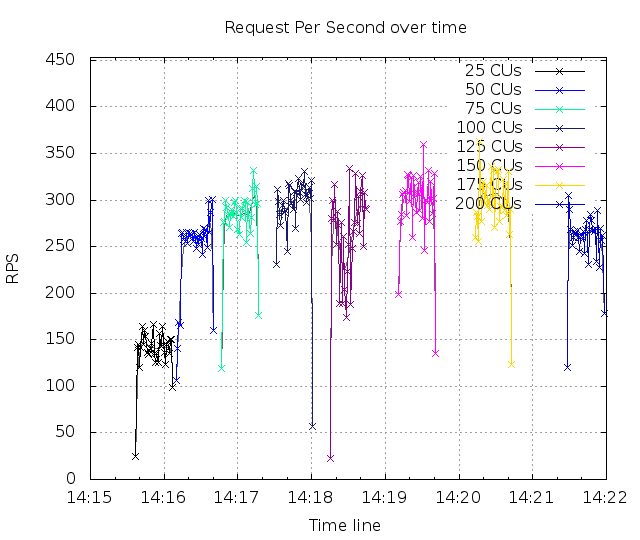 Request Per Second over time
450
400
350
300
250
200
150
100
50
0
RPS
25 CUs
50 CUs
75 CUs
100 CUs
125 CUs
150 CUs
175 CUs
200 CUs
14:15 14:16 14:17 14:18 14:19 14:20 14:21 14:22
Time line